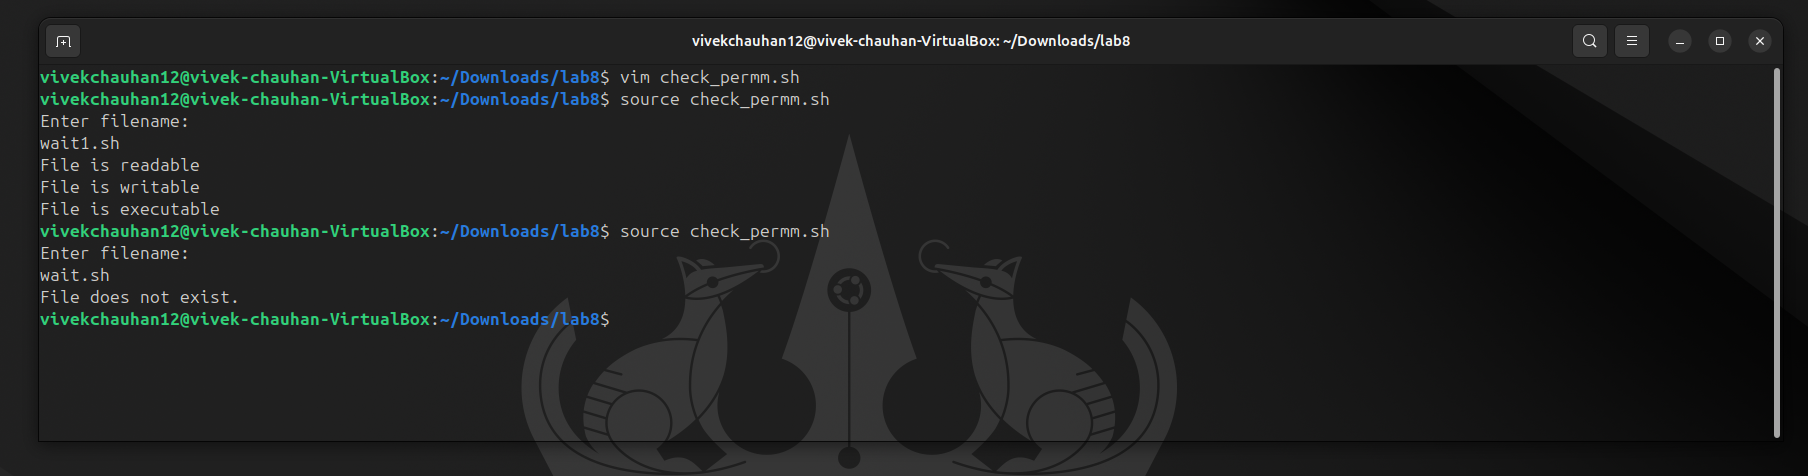 vivekchauhan12@vivek-chauhan-VirtualBox: ~/Downloads/lab8
vivekchauhan12@vivek-chauhan-VirtualBox:~/Downloads/lab8$ vim check_permm.sh
vivekchauhan12@vivek-chauhan-VirtualBox:~/Downloads/lab8$ source check_permm.sh
Enter filename:
wait1.sh
File is readable
File is writable
File is executable
vivekchauhan12@vivek-chauhan-VirtualBox:~/Downloads/lab8$ source check_permm.sh
Enter filename:
wait.sh
File does not exist.
vivekchauhan12@vivek-chauhan-VirtualBox:~/Downloads/lab8$